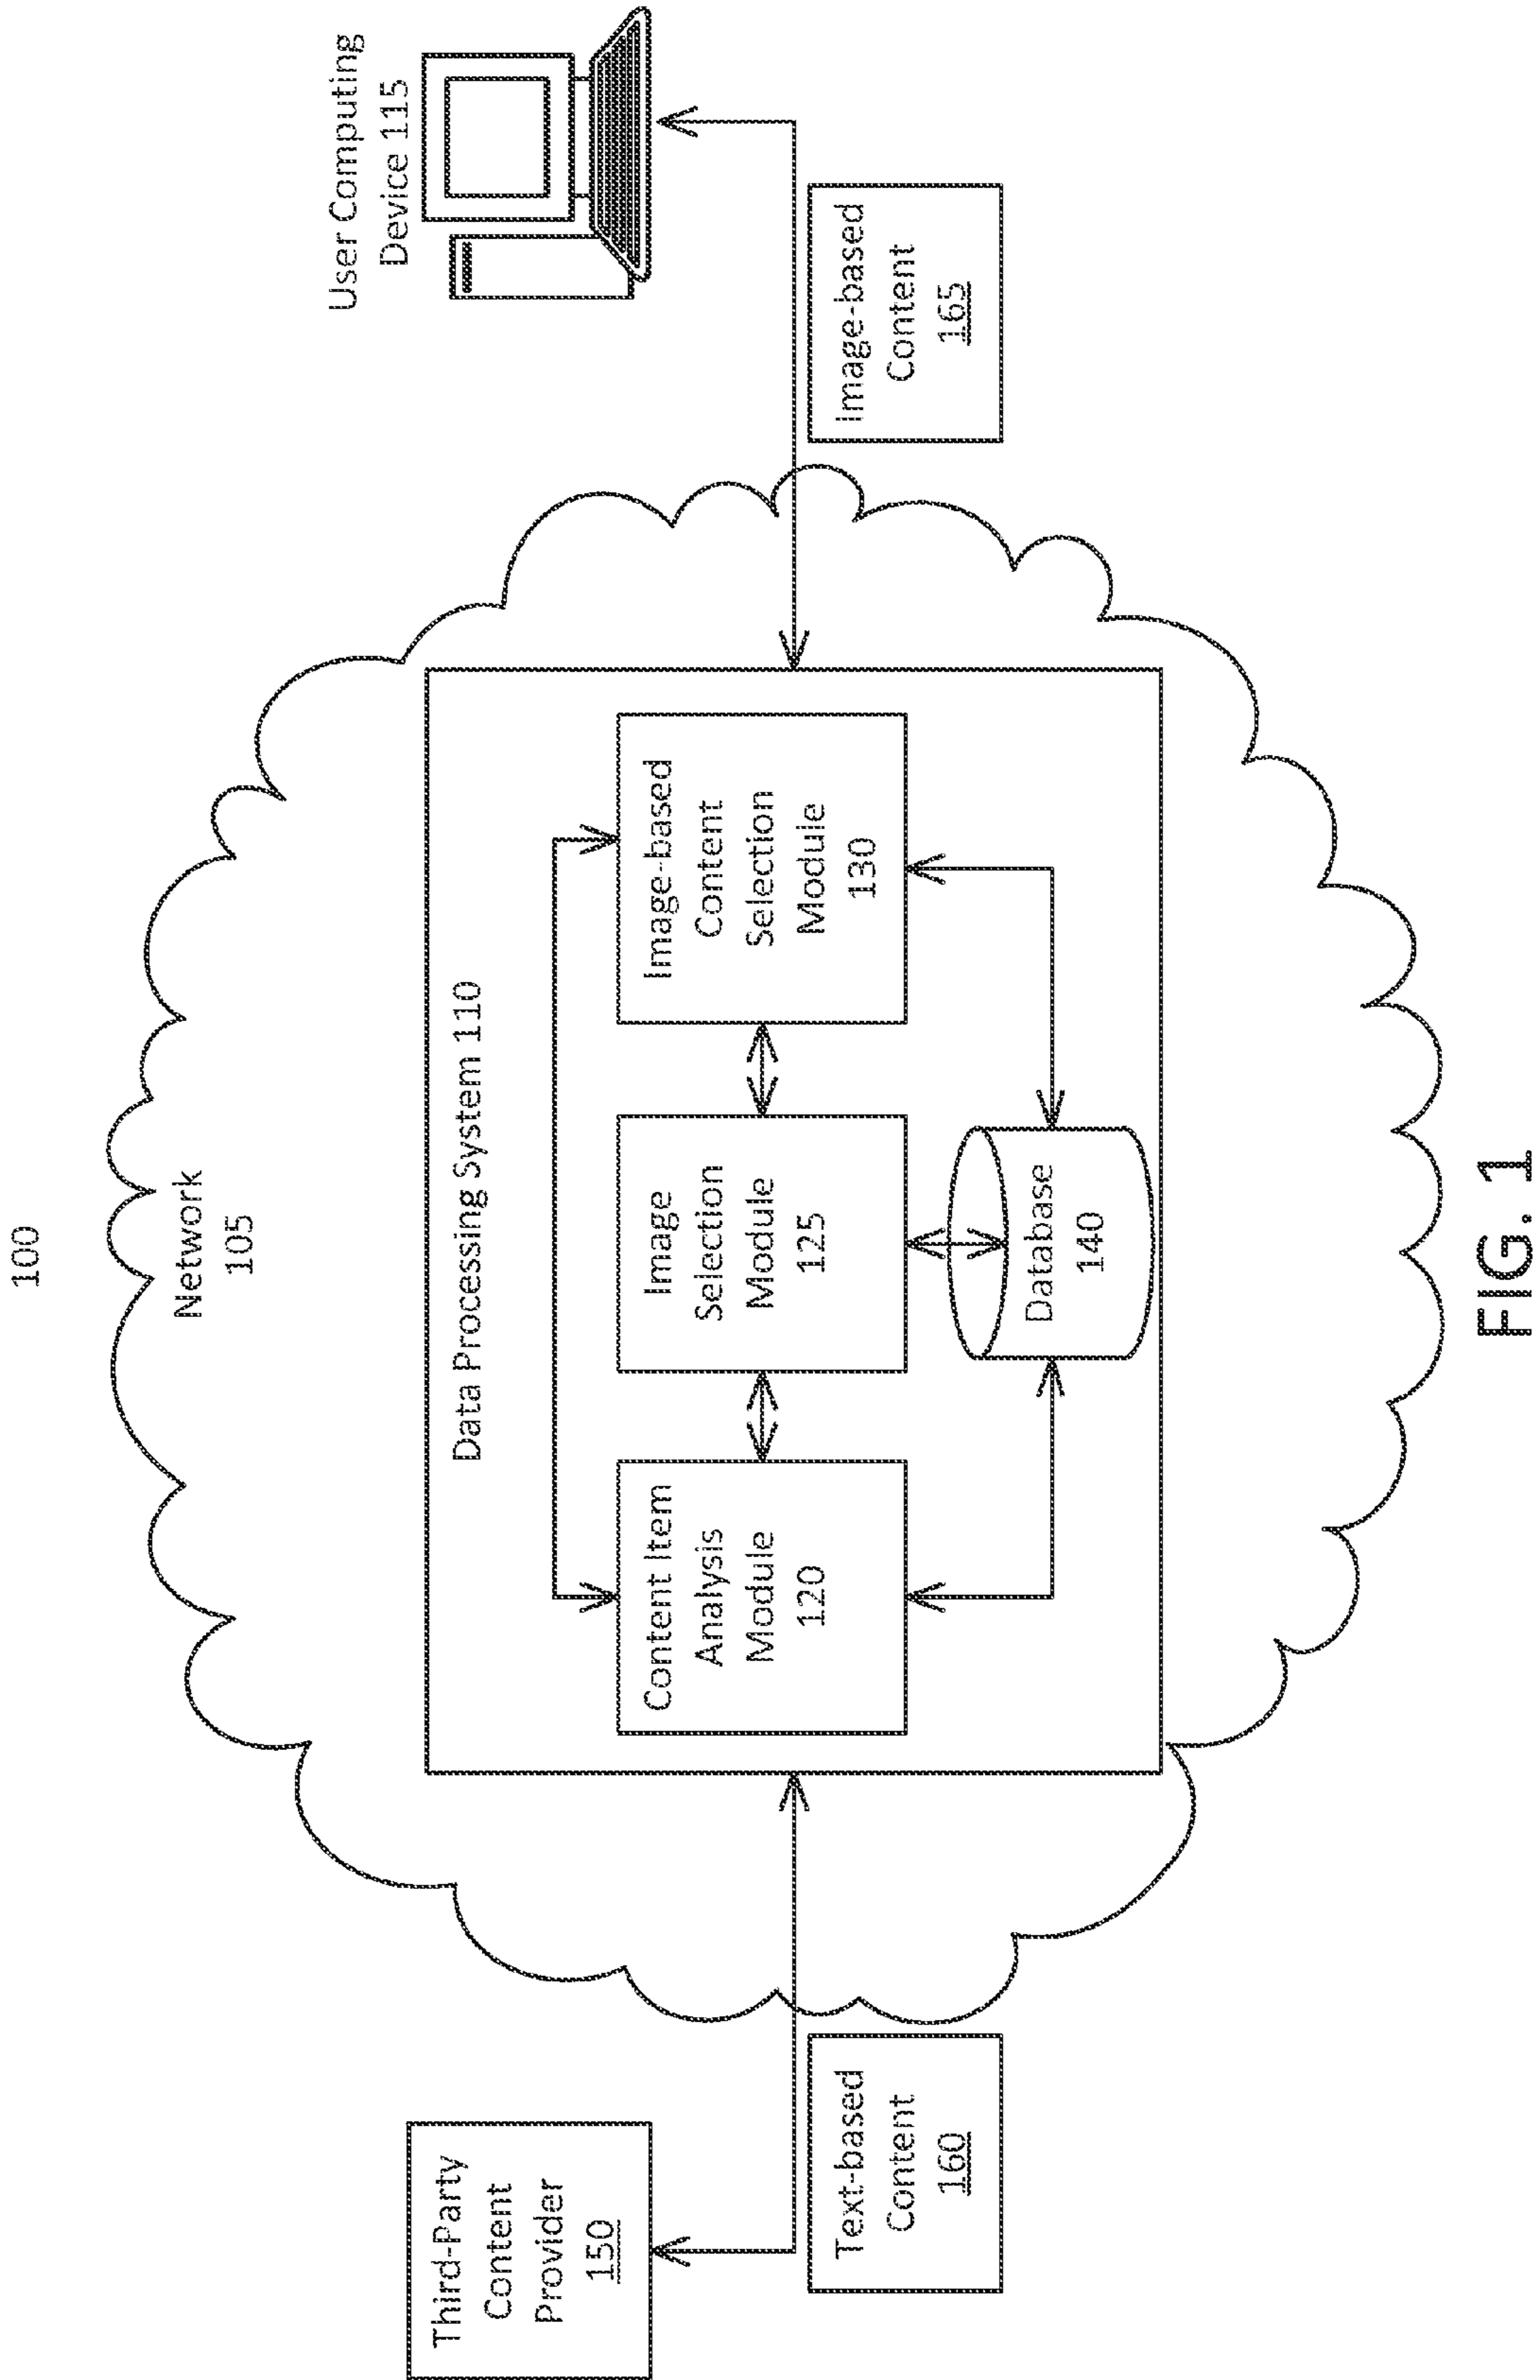 100
Network
105
User Computing
Device 115
Data Processing System 110
Third-Party
Content
Provider
150
Content Item
Analysis
Module
120
Image
Selection
Module
125
Image-based
Content
Selection
Module
130
Database
140
Text-based
Content
160
Image-based
Content
165
FIG. 1